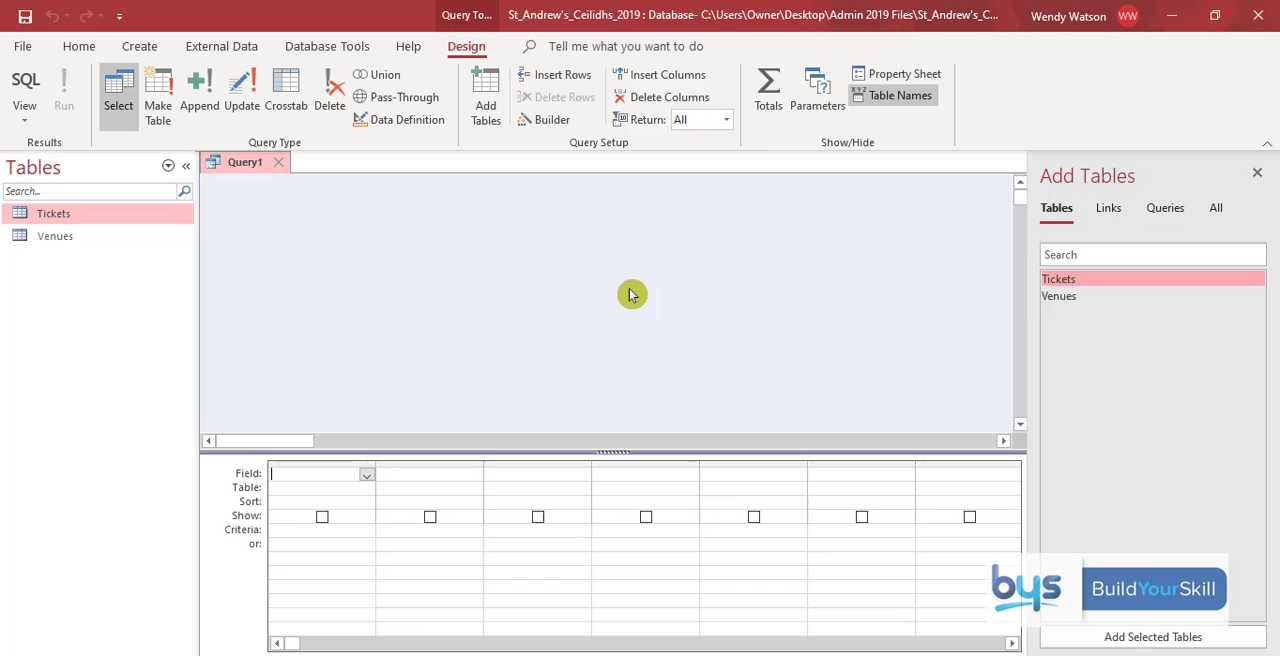 Query To...
St_Andrew's_Ceilidhs_2019 : Database- C:\Users\Owner\Desktop\Admin 2019 Files\St_Andrew's_C...
Wendy Watson
WW
File
Home
Create
External Data
Database Tools
Help
Design
Tell me what you want to do
SQL
View
Run
Results
Select
Make Table
Append
Update
Crosstab
Delete
Union
Pass-Through
Data Definition
Query Type
Add Tables
Insert Rows
Delete Rows
Builder
Insert Columns
Delete Columns
Return: All
Query Setup
Totals
Parameters
Property Sheet
XYZ Table Names
Show/Hide
Tables
Search...
Tickets
Venues
Query1
Field:
Table:
Sort:
Show:
Criteria:
or:
Add Tables
Tables
Links
Queries
All
Search
Tickets
Venues
bys
BuildYourSkill
Add Selected Tables